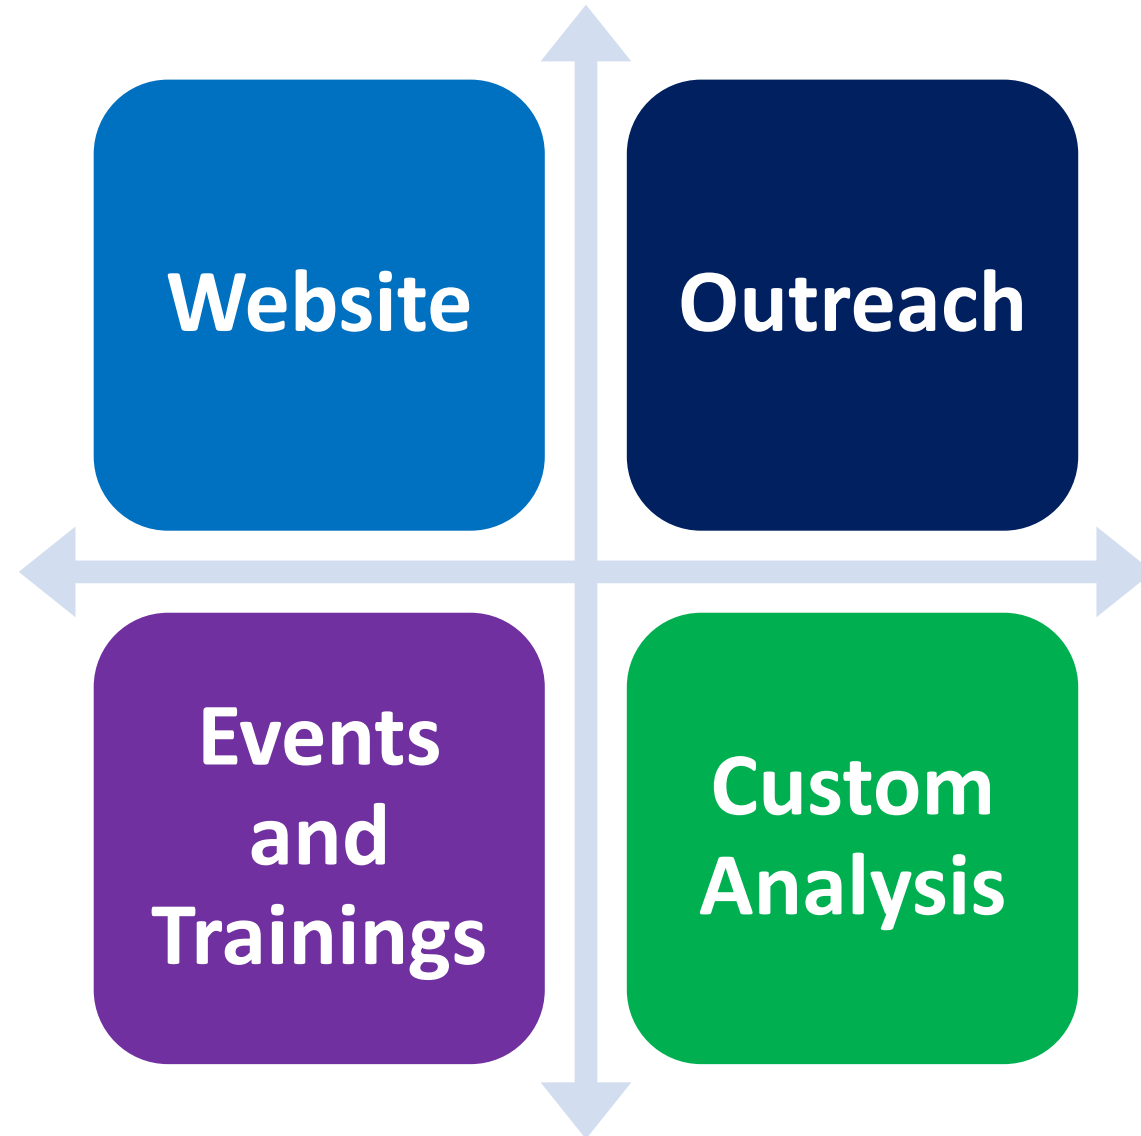 Website
Outreach
Events
and
Trainings
Custom
Analysis